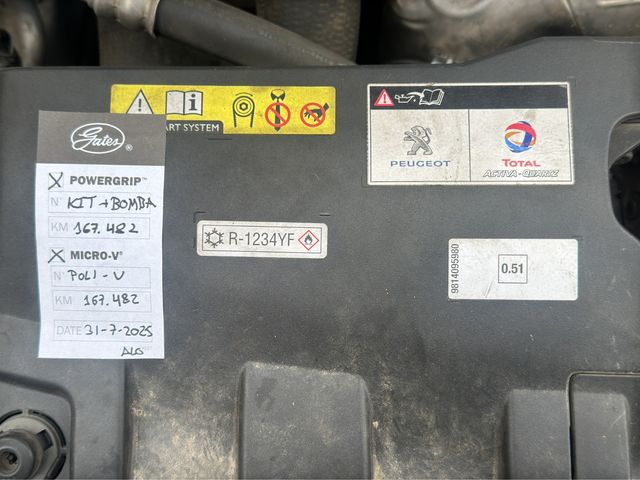 ART SYSTEM
Gates®
POWERGRIP™
N° KIT + BOMBA
KM 167.482
MICRO-V®
N° POLI-V
KM 167.482
DATE 31-7-2025
R-1234YF
PEUGEOT
TOTAL
ACTIVA-QUARTZ
9814095980
0.51